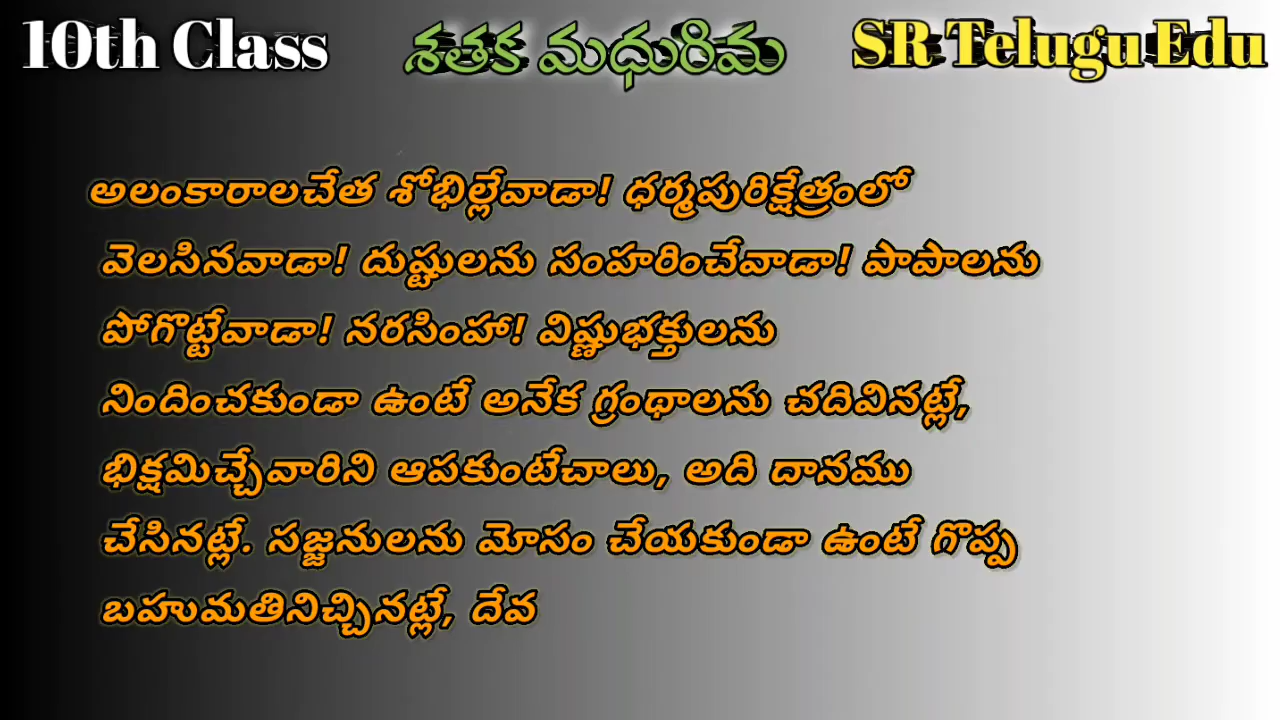 10th Class శతక మధురిమ SR Telugu Edu
అలంకారాలచేత శోభిల్లేవాడా! ధర్మపురిక్షేత్రంలో
వెలసినవాడా! దుష్టులను సంహరించేవాడా! పాపాలను
పోగొట్టేవాడా! నరసింహా! విష్ణుభక్తులను
నిందించకుండా ఉంటే అనేక గ్రంథాలను చదివినట్లే,
భిక్షమిచ్చేవారిని ఆపకుంటేచాలు, అది దానము
చేసినట్లే. సజ్జనులను మోసం చేయకుండా ఉంటే గొప్ప
బహుమతినిచ్చినట్లే, దేవ